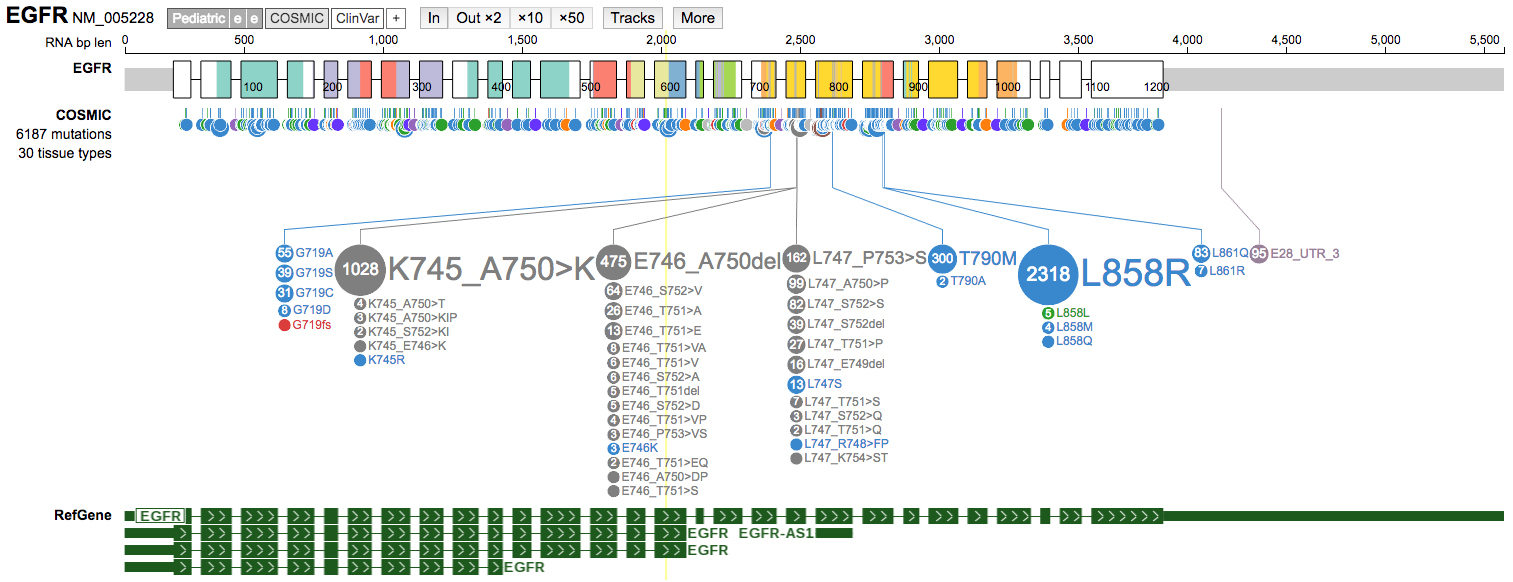 EGFR NM_005228 Pediatric e e COSMIC ClinVar + In Out ×2 ×10 ×50 Tracks More
RNA bp len 0 500 1,000 1,500 2,000 2,500 3,000 3,500 4,000 4,500 5,000 5,500
EGFR
100 200 300 400 500 600 700 800 900 1000 1100 1200
COSMIC
6187 mutations
30 tissue types
55 G719A
39 G719S
31 G719C
8 G719D
G719fs
1028 K745_A750>K
4 K745_A750>T
3 K745_A750>KIP
2 K745_S752>KI
K745_E746>K
K745R
475 E746_A750del
64 E746_S752>V
26 E746_T751>A
13 E746_T751>E
8 E746_T751>VA
6 E746_T751>V
6 E746_S752>A
5 E746_T751del
5 E746_S752>D
4 E746_T751>VP
3 E746_P753>VS
3 E746K
2 E746_T751>EQ
E746_A750>DP
E746_T751>S
162 L747_P753>S
99 L747_A750>P
82 L747_S752>S
39 L747_S752del
27 L747_T751>P
16 L747_E749del
13 L747S
7 L747_T751>S
3 L747_S752>Q
2 L747_T751>Q
L747_R748>FP
L747_K754>ST
300 T790M
2 T790A
2318 L858R
5 L858L
4 L858M
L858Q
83 L861Q
7 L861R
95 E28_UTR_3
RefGene
EGFR
EGFR EGFR-AS1
EGFR
EGFR